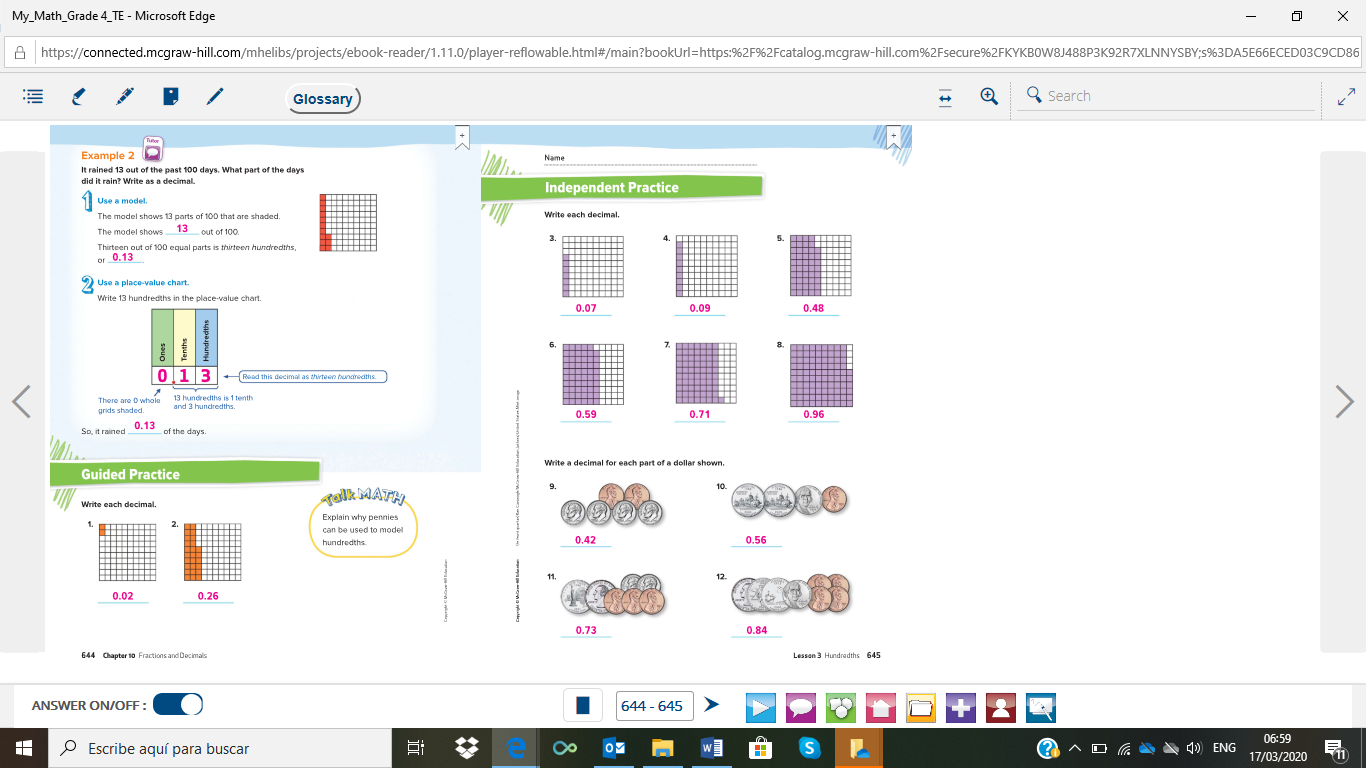 My_Math_Grade 4_TE - Microsoft Edge
https://connected.mcgraw-hill.com/mhelibs/projects/ebook-reader/1.11.0/player-reflowable.html#/main?bookUrl=https:%2F%2Fcatalog.mcgraw-hill.com%2Fsecure%2FKYKB0W8J488P3K92R7XLNNYSBY;s%3DA5E66ECED03C9CD86
Glossary
Search
Tutor
Example 2
It rained 13 out of the past 100 days. What part of the days
did it rain? Write as a decimal.
1 Use a model.
The model shows 13 parts of 100 that are shaded.
The model shows 13 out of 100.
Thirteen out of 100 equal parts is thirteen hundredths,
or 0.13
2 Use a place-value chart.
Write 13 hundredths in the place-value chart.
Ones Tenths Hundredths
0 . 1 3
Read this decimal as thirteen hundredths.
There are 0 whole
grids shaded.
13 hundredths is 1 tenth
and 3 hundredths.
So, it rained 0.13 of the days.
Guided Practice
Write each decimal.
1. 2.
0.02 0.26
Talk MATH
Explain why pennies
can be used to model
hundredths.
Copyright © McGraw-Hill Education
644 Chapter 10 Fractions and Decimals
Name
Independent Practice
Write each decimal.
3. 4. 5.
0.07 0.09 0.48
6. 7. 8.
0.59 0.71 0.96
Write a decimal for each part of a dollar shown.
9. 10.
0.42 0.56
11. 12.
0.73 0.84
Copyright © McGraw-Hill Education
Lesson 3 Hundredths 645
ANSWER ON/OFF :
644 - 645
Escribe aquí para buscar
ENG
06:59
17/03/2020
11